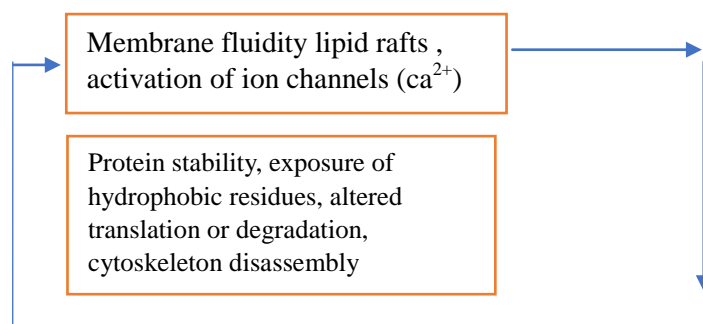 Membrane fluidity lipid rafts ,
activation of ion channels (ca²⁺)
Protein stability, exposure of
hydrophobic residues, altered
translation or degradation,
cytoskeleton disassembly